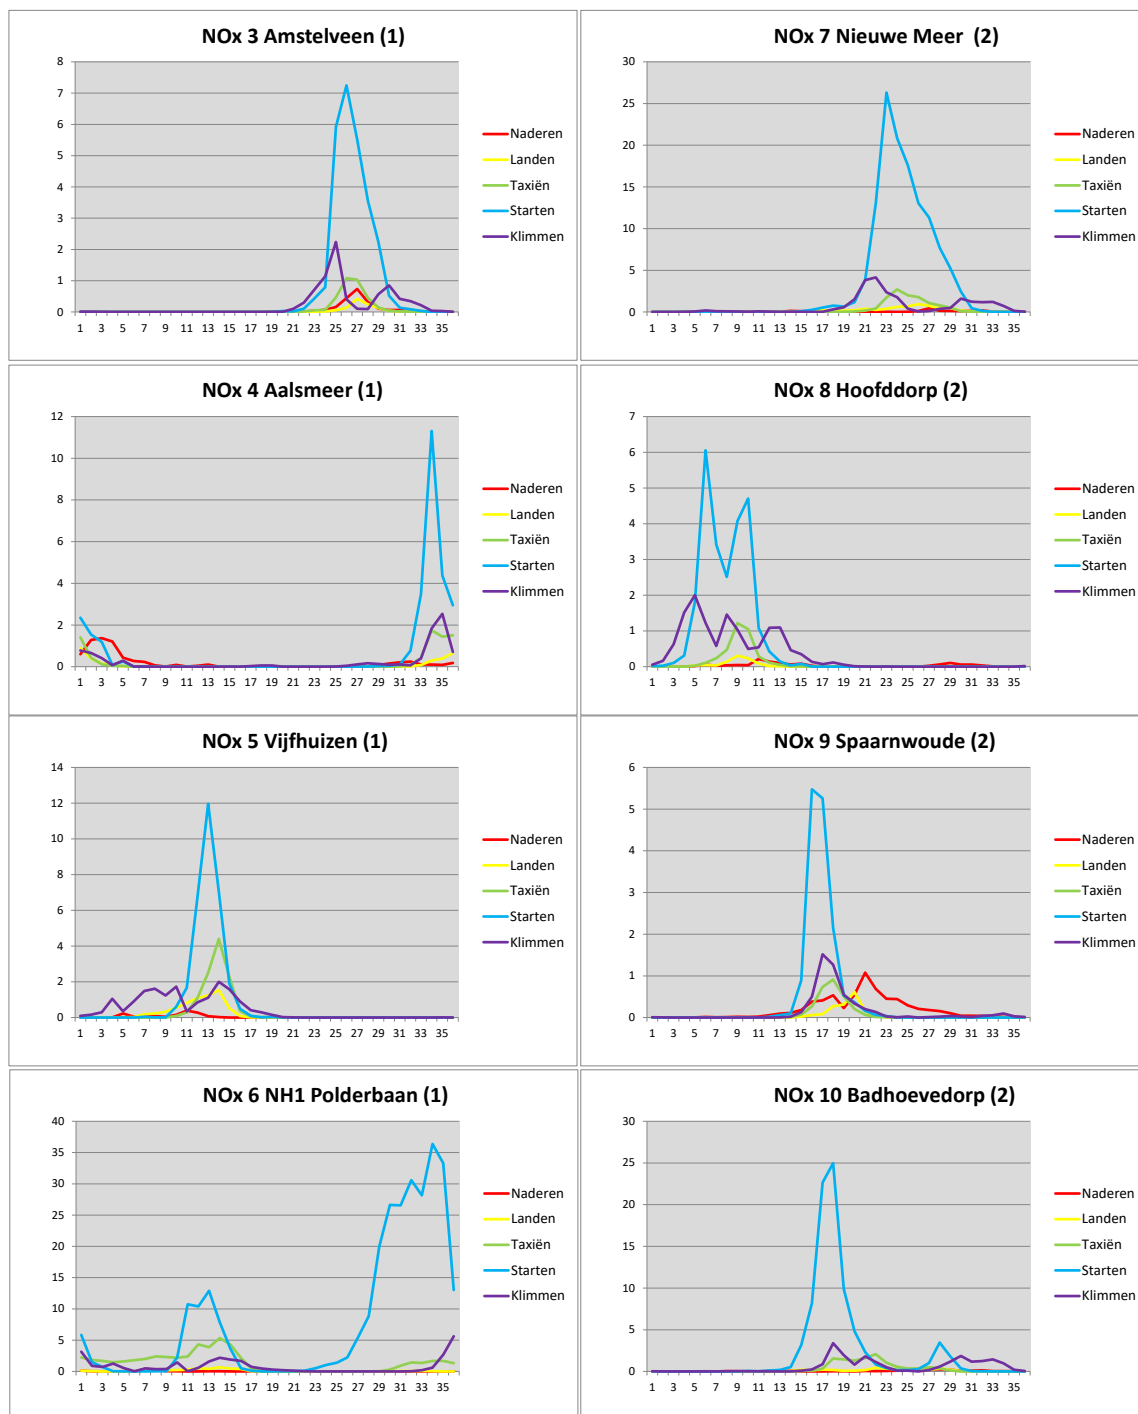 NOx 3 Amstelveen (1)
8
7
6
5
4
3
2
1
0
1 3 5 7 9 11 13 15 17 19 21 23 25 27 29 31 33 35
Naderen
Landen
Taxiën
Starten
Klimmen
NOx 7 Nieuwe Meer (2)
30
25
20
15
10
5
0
1 3 5 7 9 11 13 15 17 19 21 23 25 27 29 31 33 35
Naderen
Landen
Taxiën
Starten
Klimmen
NOx 4 Aalsmeer (1)
12
10
8
6
4
2
0
1 3 5 7 9 11 13 15 17 19 21 23 25 27 29 31 33 35
Naderen
Landen
Taxiën
Starten
Klimmen
NOx 8 Hoofddorp (2)
7
6
5
4
3
2
1
0
1 3 5 7 9 11 13 15 17 19 21 23 25 27 29 31 33 35
Naderen
Landen
Taxiën
Starten
Klimmen
NOx 5 Vijfhuizen (1)
14
12
10
8
6
4
2
0
1 3 5 7 9 11 13 15 17 19 21 23 25 27 29 31 33 35
Naderen
Landen
Taxiën
Starten
Klimmen
NOx 9 Spaarnwoude (2)
6
5
4
3
2
1
0
1 3 5 7 9 11 13 15 17 19 21 23 25 27 29 31 33 35
Naderen
Landen
Taxiën
Starten
Klimmen
NOx 6 NH1 Polderbaan (1)
40
35
30
25
20
15
10
5
0
1 3 5 7 9 11 13 15 17 19 21 23 25 27 29 31 33 35
Naderen
Landen
Taxiën
Starten
Klimmen
NOx 10 Badhoevedorp (2)
30
25
20
15
10
5
0
1 3 5 7 9 11 13 15 17 19 21 23 25 27 29 31 33 35
Naderen
Landen
Taxiën
Starten
Klimmen